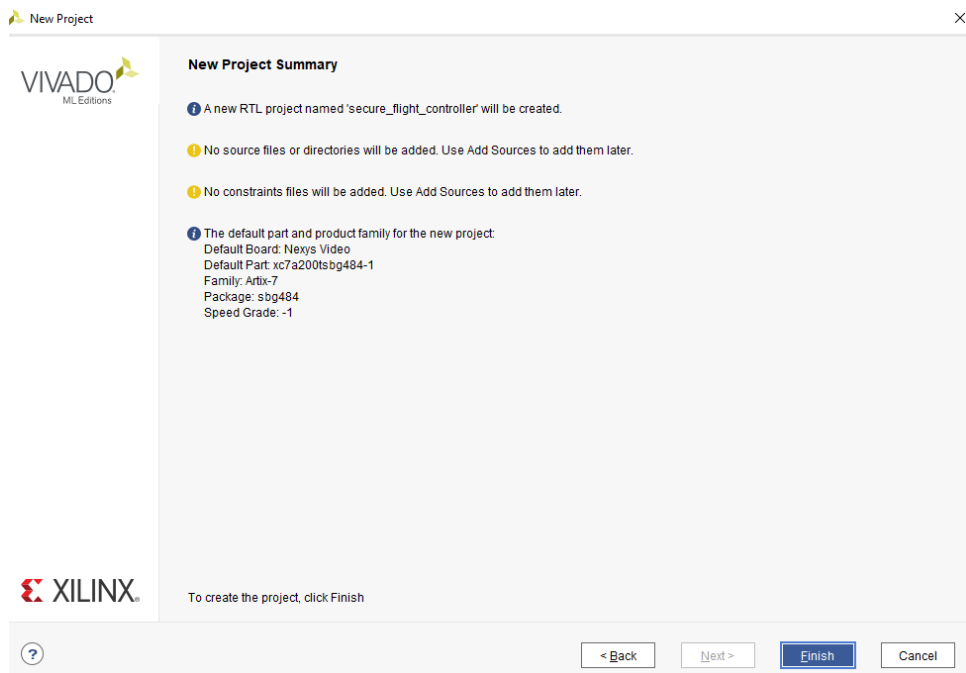 New Project
VIVADO
ML Editions
New Project Summary
A new RTL project named 'secure_flight_controller' will be created.
No source files or directories will be added. Use Add Sources to add them later.
No constraints files will be added. Use Add Sources to add them later.
The default part and product family for the new project:
Default Board: Nexys Video
Default Part: xc7a200tsbg484-1
Family: Artix-7
Package: sbg484
Speed Grade: -1
XILINX
To create the project, click Finish
?
< Back
Next >
Finish
Cancel